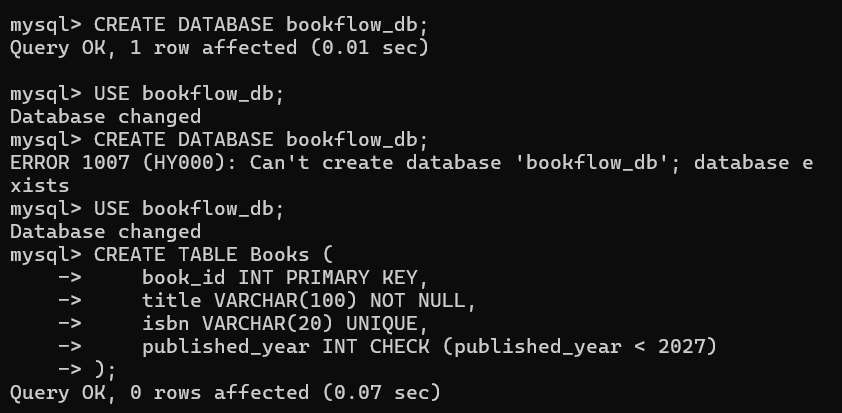 mysql> CREATE DATABASE bookflow_db;
Query OK, 1 row affected (0.01 sec)

mysql> USE bookflow_db;
Database changed
mysql> CREATE DATABASE bookflow_db;
ERROR 1007 (HY000): Can't create database 'bookflow_db'; database e
xists
mysql> USE bookflow_db;
Database changed
mysql> CREATE TABLE Books (
    ->     book_id INT PRIMARY KEY,
    ->     title VARCHAR(100) NOT NULL,
    ->     isbn VARCHAR(20) UNIQUE,
    ->     published_year INT CHECK (published_year < 2027)
    -> );
Query OK, 0 rows affected (0.07 sec)